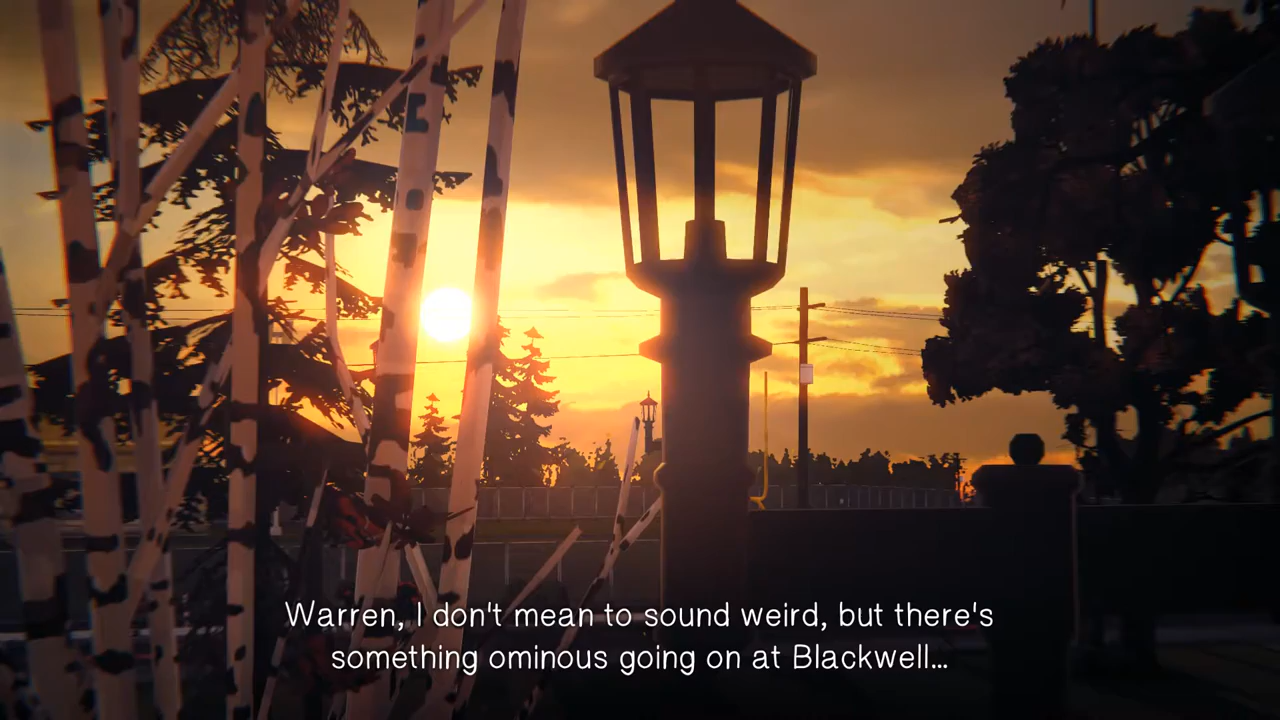 Warren, I don't mean to sound weird, but there's
something ominous going on at Blackwell...